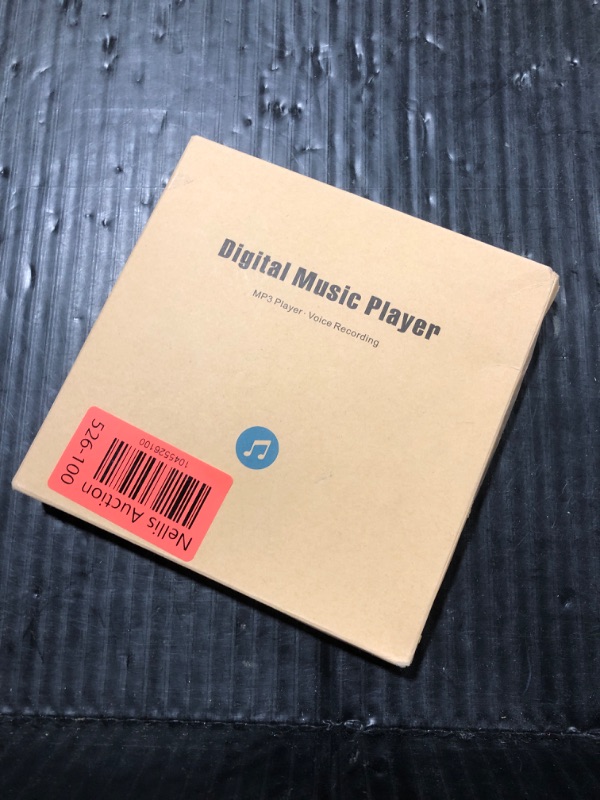 Digital Music Player
MP3 Player · Voice Recording
Nellis Auction
1045526100
526-100